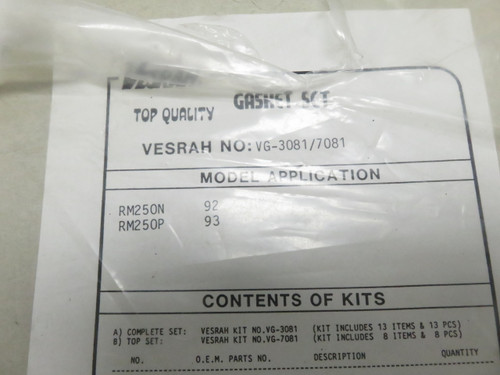 GASKET SET
TOP QUALITY
VESRAH NO: VG-3081/7081
MODEL APPLICATION
RM250N 92
RM250P 93
CONTENTS OF KITS
A) COMPLETE SET: VESRAH KIT NO.VG-3081 (KIT INCLUDES 13 ITEMS & 13 PCS)
B) TOP SET: VESRAH KIT NO.VG-7081 (KIT INCLUDES 8 ITEMS & 8 PCS)
NO. O.E.M. PARTS NO. DESCRIPTION QUANTITY